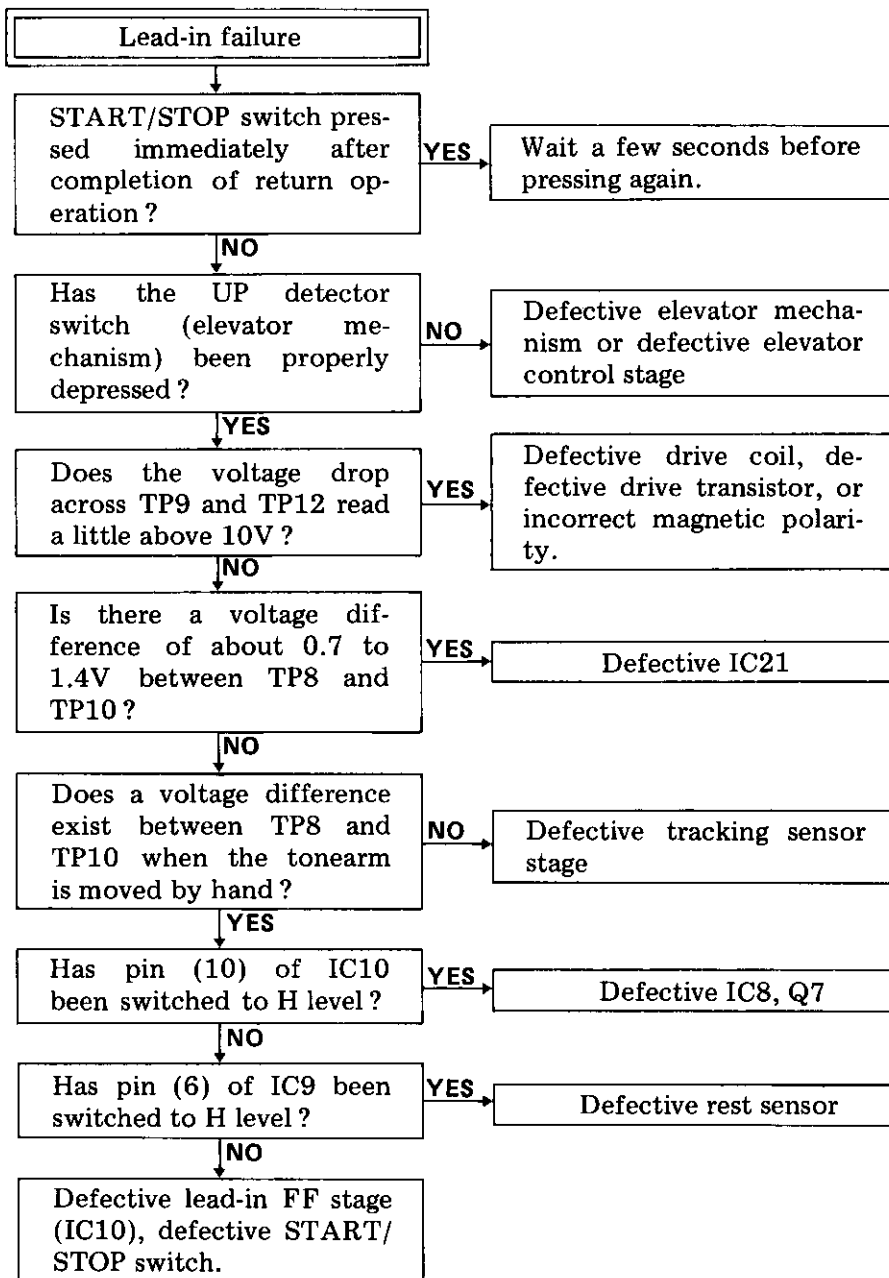 Lead-in failure
START/STOP switch pres-
sed immediately after
completion of return op-
eration?
YES
Wait a few seconds before
pressing again.
NO
Has the UP detector
switch (elevator me-
chanism) been properly
depressed?
NO
Defective elevator mecha-
nism or defective elevator
control stage
YES
Does the voltage drop
across TP9 and TP12 read
a little above 10V?
YES
Defective drive coil, de-
fective drive transistor, or
incorrect magnetic polari-
ty.
NO
Is there a voltage dif-
ference of about 0.7 to
1.4V between TP8 and
TP10?
YES
Defective IC21
NO
Does a voltage difference
exist between TP8 and
TP10 when the tonearm
is moved by hand?
NO
Defective tracking sensor
stage
YES
Has pin (10) of IC10
been switched to H level?
YES
Defective IC8, Q7
NO
Has pin (6) of IC9 been
switched to H level?
YES
Defective rest sensor
NO
Defective lead-in FF stage
(IC10), defective START/
STOP switch.